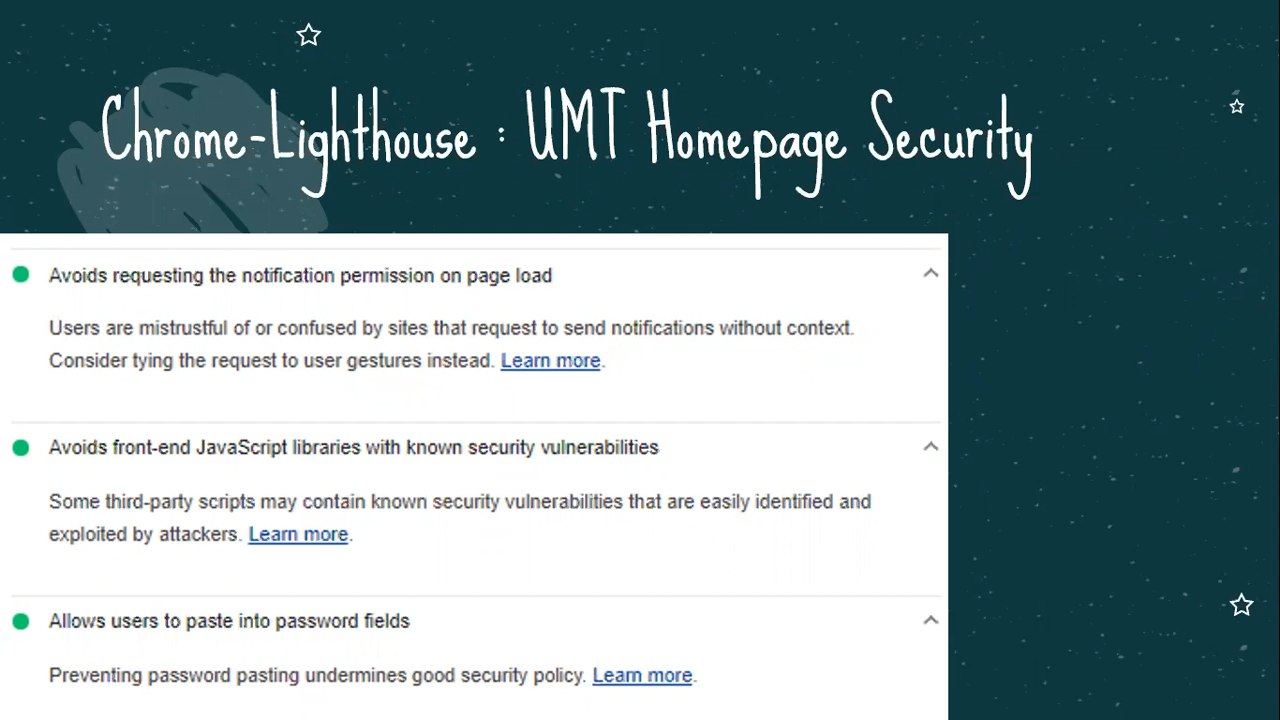 Chrome-Lighthouse : UMT Homepage Security
Avoids requesting the notification permission on page load
Users are mistrustful of or confused by sites that request to send notifications without context.
Consider tying the request to user gestures instead. Learn more.
Avoids front-end JavaScript libraries with known security vulnerabilities
Some third-party scripts may contain known security vulnerabilities that are easily identified and
exploited by attackers. Learn more.
Allows users to paste into password fields
Preventing password pasting undermines good security policy. Learn more.